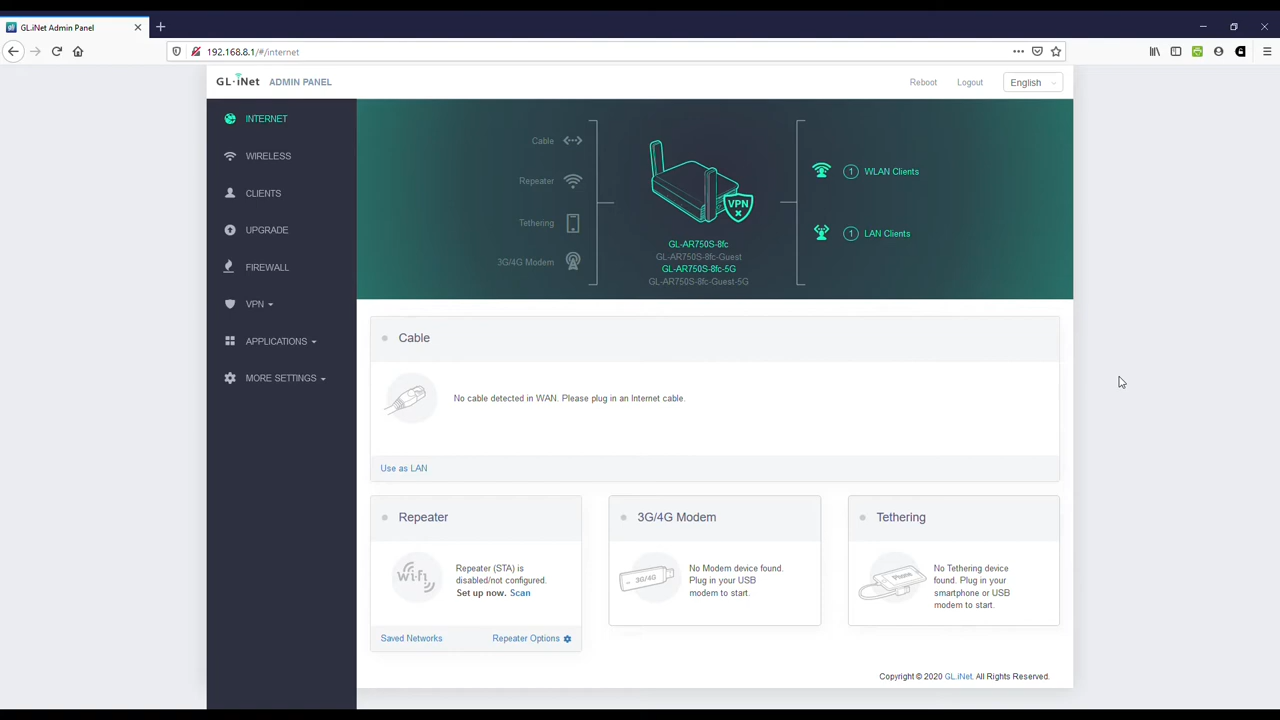 GL.iNet Admin Panel
192.168.8.1/#/internet
GL·iNet ADMIN PANEL
Reboot
Logout
English
INTERNET
WIRELESS
CLIENTS
UPGRADE
FIREWALL
VPN
APPLICATIONS
MORE SETTINGS
Cable
Repeater
Tethering
3G/4G Modem
VPN
GL-AR750S-8fc
GL-AR750S-8fc-Guest
GL-AR750S-8fc-5G
GL-AR750S-8fc-Guest-5G
1 WLAN Clients
1 LAN Clients
Cable
No cable detected in WAN. Please plug in an Internet cable.
Use as LAN
Repeater
Wi-Fi
Repeater (STA) is
disabled/not configured.
Set up now. Scan
Saved Networks
Repeater Options
3G/4G Modem
3G/4G
No Modem device found.
Plug in your USB
modem to start.
Tethering
Phone
No Tethering device
found. Plug in your
smartphone or USB
modem to start.
Copyright © 2020 GL.iNet. All Rights Reserved.